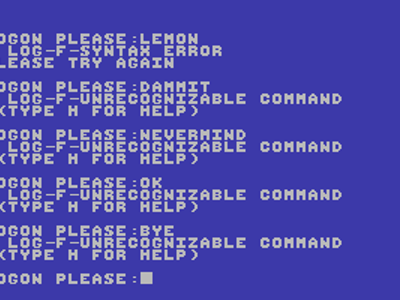 OGON PLEASE:LEMON
LOG-F-SYNTAX ERROR
LEASE TRY AGAIN
OGON PLEASE:DAMMIT
LOG-F-UNRECOGNIZABLE COMMAND
(TYPE H FOR HELP)
OGON PLEASE:NEVERMIND
LOG-F-UNRECOGNIZABLE COMMAND
(TYPE H FOR HELP)
OGON PLEASE:OK
LOG-F-UNRECOGNIZABLE COMMAND
(TYPE H FOR HELP)
OGON PLEASE:BYE
LOG-F-UNRECOGNIZABLE COMMAND
(TYPE H FOR HELP)
OGON PLEASE: